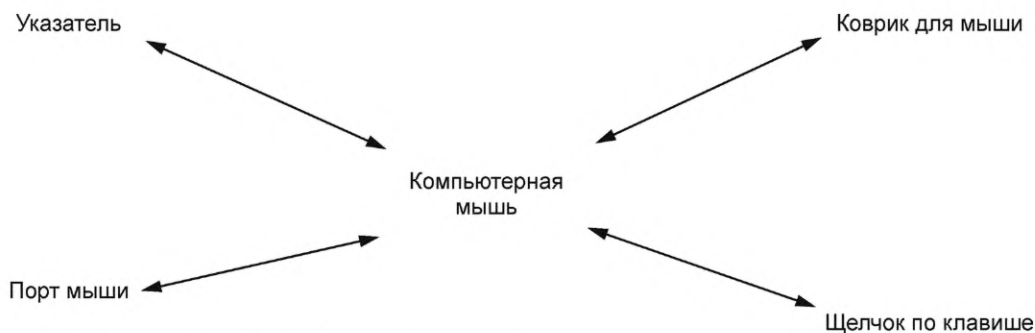 Указатель
Коврик для мыши
Компьютерная
мышь
Порт мыши
Щелчок по клавише